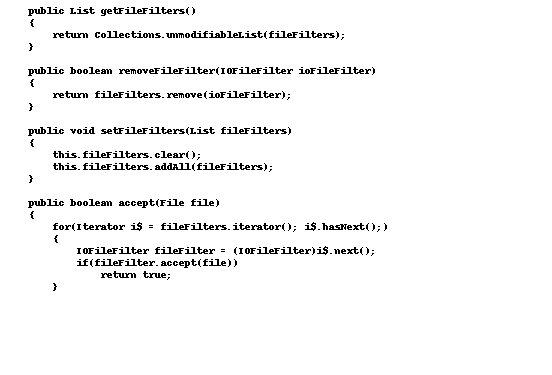 public List getFileFilters()
{
return Collections.unmodifiableList(fileFilters);
}
public boolean removeFileFilter(IOFileFilter ioFileFilter)
{
return fileFilters.remove(ioFileFilter);
}
public void setFileFilters(List fileFilters)
{
this.fileFilters.clear();
this.fileFilters.addAll(fileFilters);
}
public boolean accept(File file)
{
for(Iterator i$ = fileFilters.iterator(); i$.hasNext();)
{
IOFileFilter fileFilter = (IOFileFilter)i$.next();
if(fileFilter.accept(file))
return true;
}